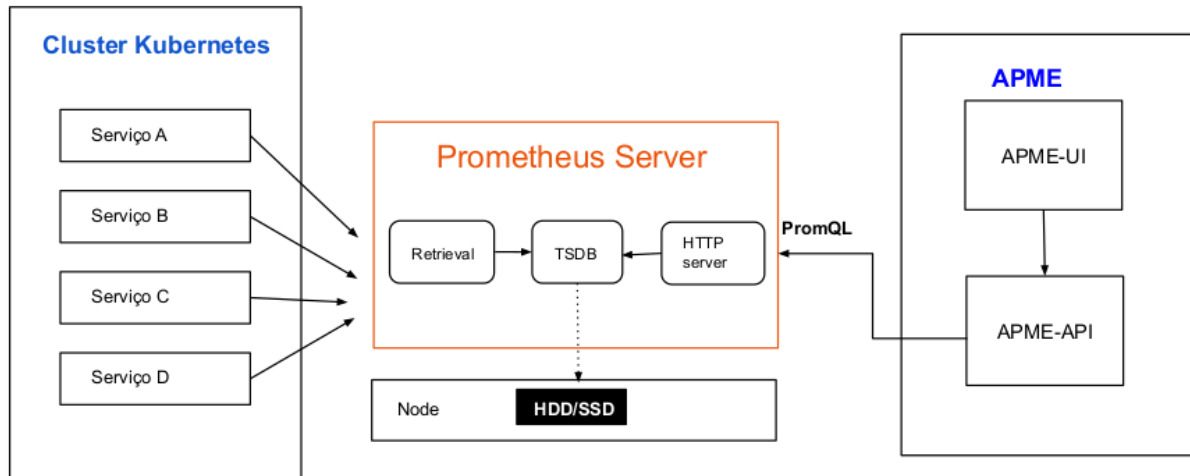 Cluster Kubernetes
Serviço A
Serviço B
Serviço C
Serviço D
Prometheus Server
Retrieval
TSDB
HTTP
server
Node
HDD/SSD
PromQL
APME
APME-UI
APME-API